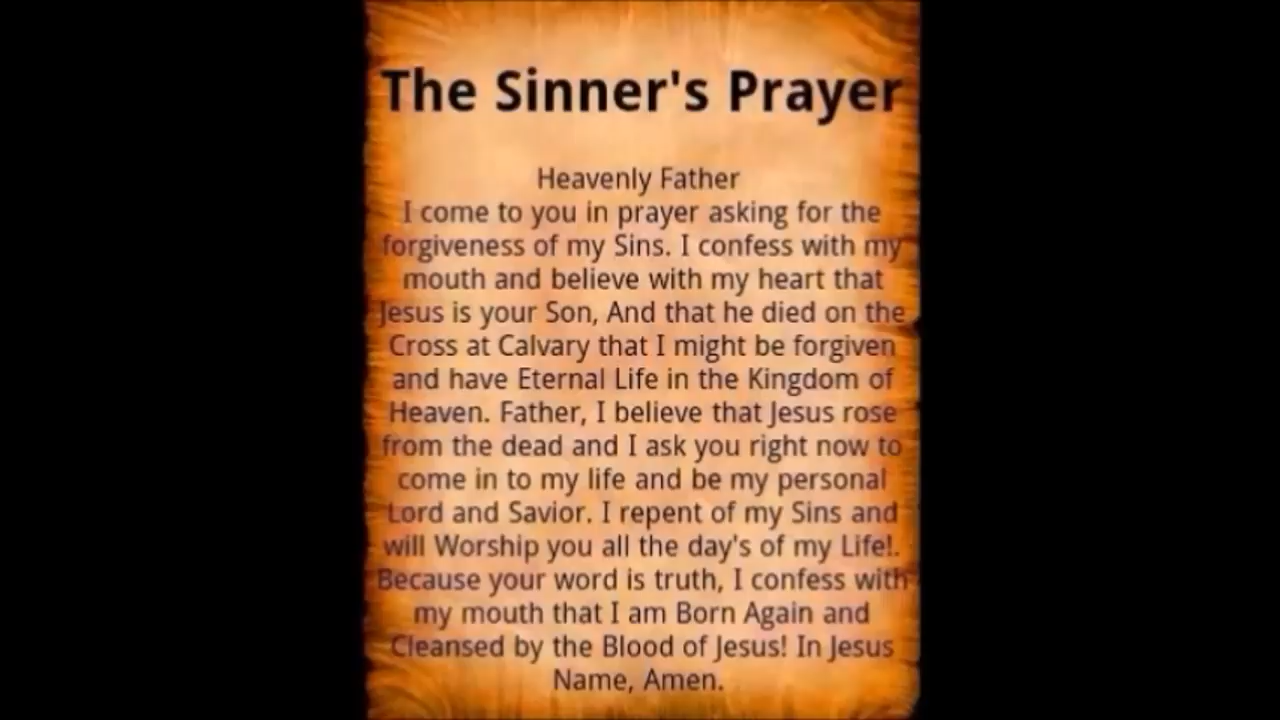 The Sinner's Prayer
Heavenly Father
I come to you in prayer asking for the
forgiveness of my Sins. I confess with my
mouth and believe with my heart that
Jesus is your Son, And that he died on the
Cross at Calvary that I might be forgiven
and have Eternal Life in the Kingdom of
Heaven. Father, I believe that Jesus rose
from the dead and I ask you right now to
come in to my life and be my personal
Lord and Savior. I repent of my Sins and
will Worship you all the day's of my Life!.
Because your word is truth, I confess with
my mouth that I am Born Again and
Cleansed by the Blood of Jesus! In Jesus
Name, Amen.